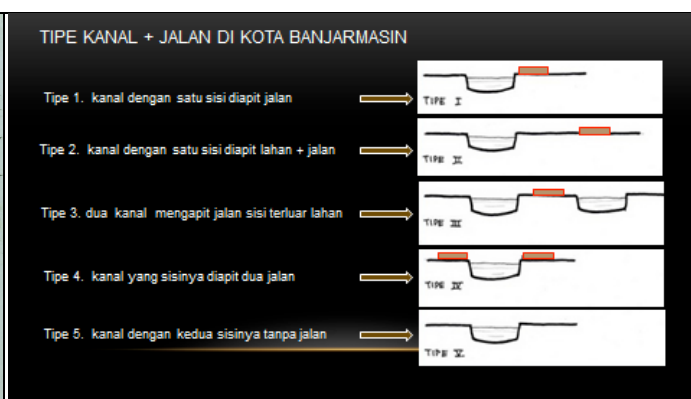 TIPE KANAL + JALAN DI KOTA BANJARMASIN
Tipe 1. kanal dengan satu sisi diapit jalan
TIPE I
Tipe 2. kanal dengan satu sisi diapit lahan + jalan
TIPE II
Tipe 3. dua kanal mengapit jalan sisi terluar lahan
TIPE III
Tipe 4. kanal yang sisinya diapit dua jalan
TIPE IV
Tipe 5. kanal dengan kedua sisinya tanpa jalan
TIPE V